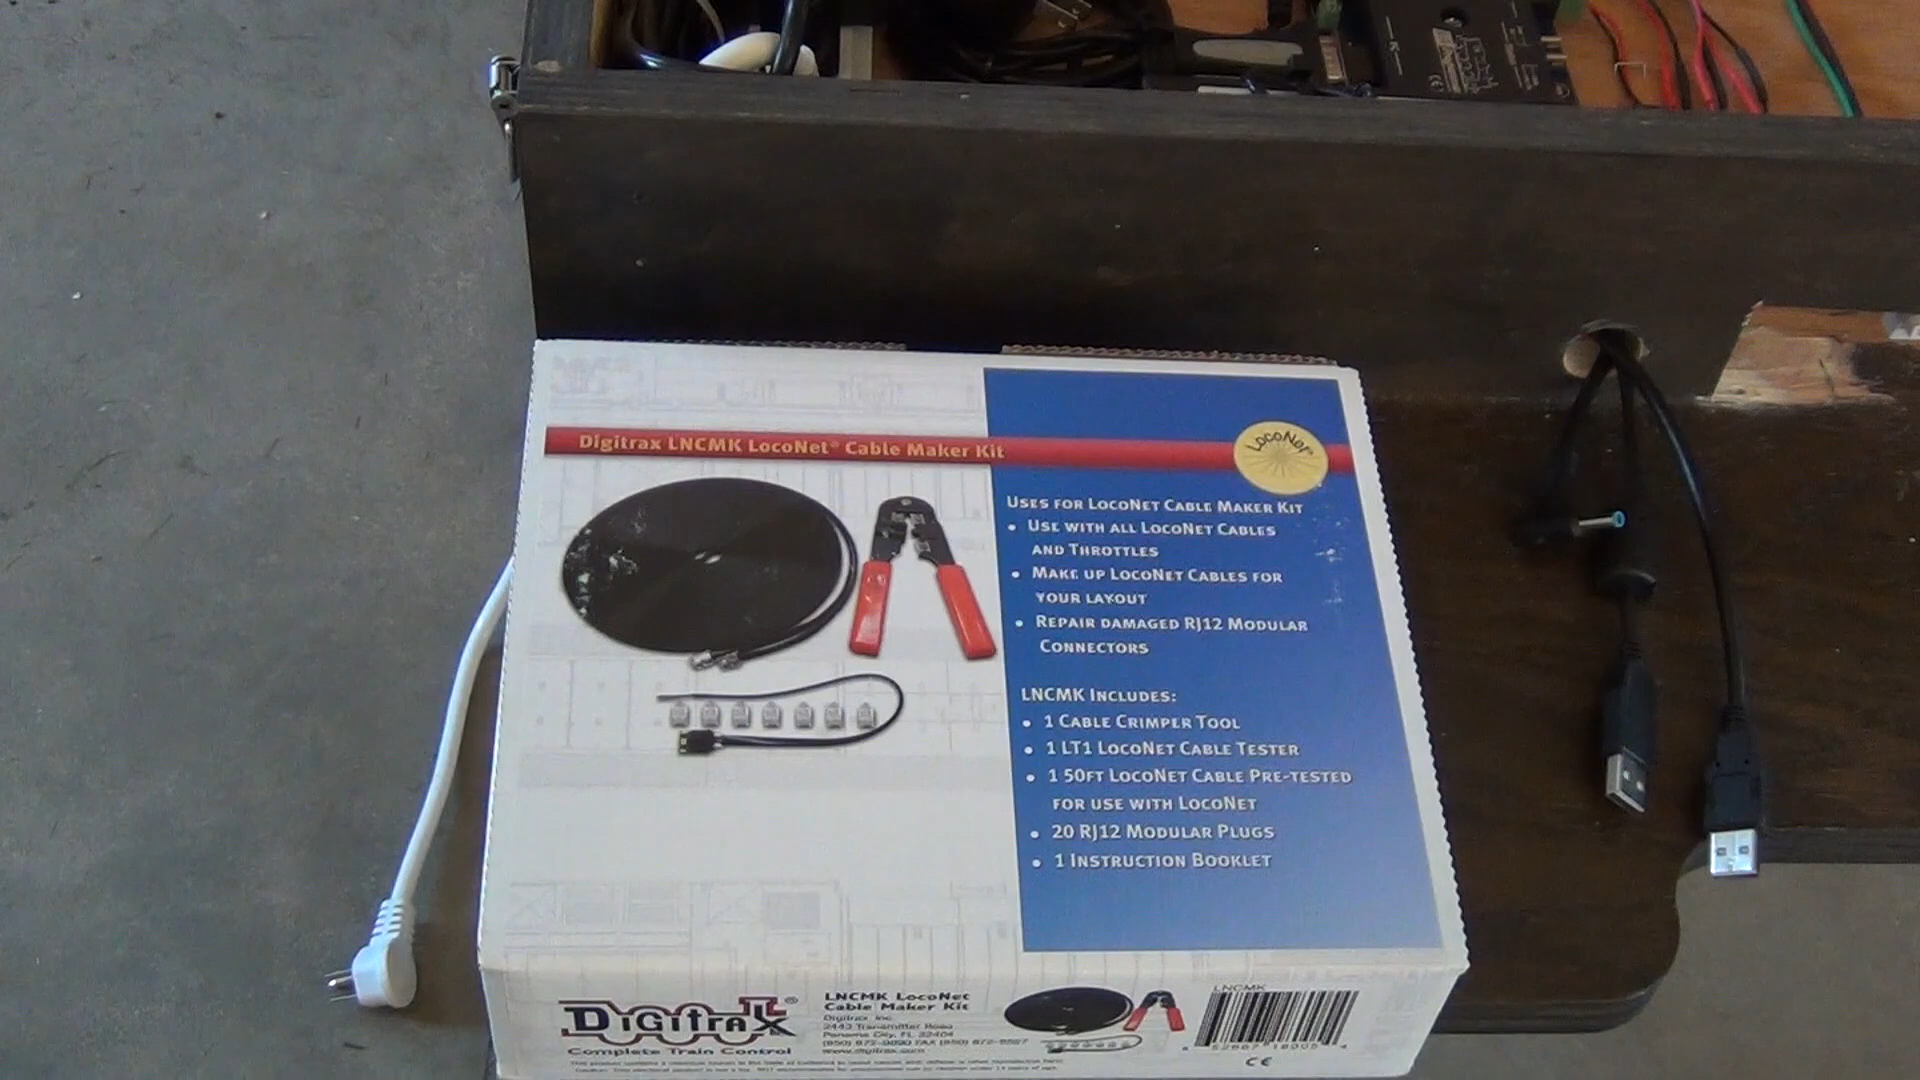 Digitrax LNCMK LocoNet® Cable Maker Kit
LocoNet®
Uses for LocoNet Cable Maker Kit
• Use with all LocoNet Cables
and Throttles
• Make up LocoNet Cables for
your layout
• Repair damaged RJ12 Modular
Connectors
LNCMK Includes:
• 1 Cable Crimper Tool
• 1 LT1 LocoNet Cable Tester
• 1 50ft LocoNet Cable Pre-tested
for use with LocoNet
• 20 RJ12 Modular Plugs
• 1 Instruction Booklet
DIGITRAX®
Complete Train Control
LNCMK LocoNet
Cable Maker Kit
Digitrax, Inc.
2443 Transmitter Road
Panama City, FL 32404
www.digitrax.com
LNCMK
CE